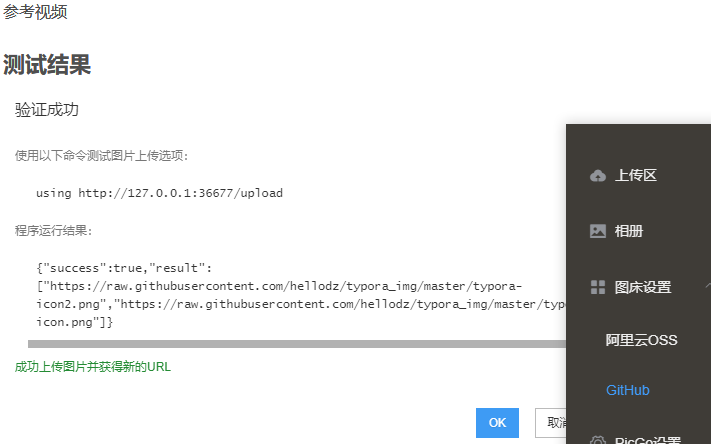 参考视频
测试结果
验证成功
使用以下命令测试图片上传选项:
using http://127.0.0.1:36677/upload
程序运行结果:
{"success":true,"result":
["https://raw.githubusercontent.com/hellodz/typora_img/master/typora-
icon2.png","https://raw.githubusercontent.com/hellodz/typora_img/master/typ
icon.png"]}
成功上传图片并获得新的URL
OK
取消
上传区
相册
图床设置
阿里云OSS
GitHub
PicGo设置